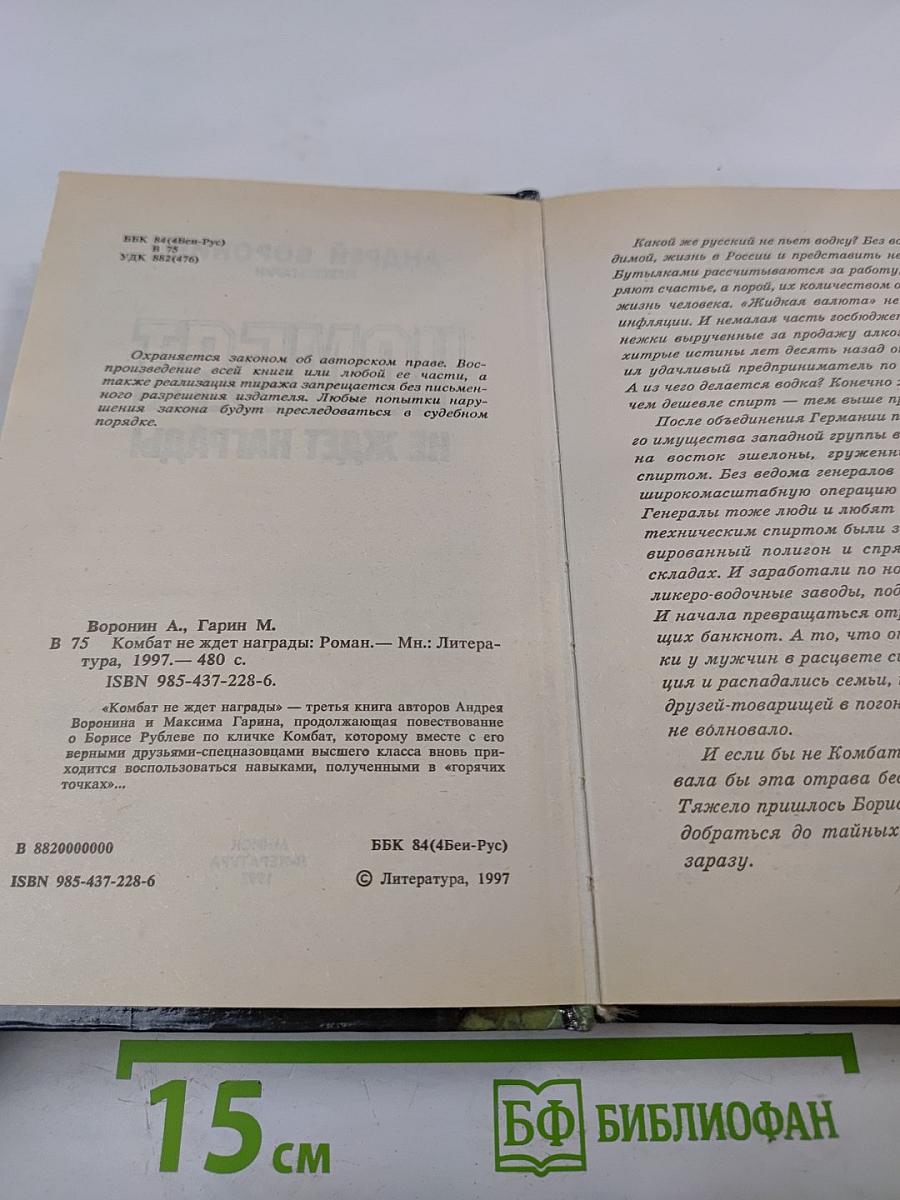 ББК 84(4Беи-Рус)
В 75
УДК 882(476)
Охраняется законом об авторском праве. Вос-
произведение всей книги или любой ее части, а
также реализация тиража запрещается без письмен-
ного разрешения издателя. Любые попытки нару-
шения закона будут преследоваться в судебном
порядке.
НЕ ЖДЕТ НАГРАДЫ
Воронин А., Гарин М.
В 75 Комбат не ждет награды: Роман.— Мн.: Литера-
тура, 1997.— 480 с.
ISBN 985-437-228-6.
«Комбат не ждет награды» — третья книга авторов Андрея
Воронина и Максима Гарина, продолжающая повествование
о Борисе Рублеве по кличке Комбат, которому вместе с его
верными друзьями-спецназовцами высшего класса вновь при-
ходится воспользоваться навыками, полученными в «горячих
точках»...
В 8820000000
ББК 84(4Беи-Рус)
ISBN 985-437-228-6
© Литература, 1997
Какой же русский не пьет водку? Без
димой, жизнь в России и представить
Бутылками рассчитываются за работу,
ряют счастье, а порой, их количеством
жизнь человека. «Жидкая валюта» не
инфляции. И немалая часть
нежки вырученные за продажу
хитрые истины лет десять назад
ил удачливый предприниматель по
А из чего делается водка? Конечно
чем дешевле спирт — тем выше
После объединения Германии
го имущества западной группы
на восток эшелоны,
спиртом. Без ведома генералов
широкомасштабную операцию
Генералы тоже люди и любят
техническим спиртом были
вированный полигон и
складах. И заработали по
ликеро-водочные заводы,
И начала превращаться
щих банкнот. А то, что
ки у мужчин в расцвете
ция и распадались семьи,
друзей-товарищей в
не волновало.
И если бы не Комбат
вала бы эта отрава
Тяжело пришлось
добраться до тайных
заразу.
15 см
БФ БИБЛИОФАН